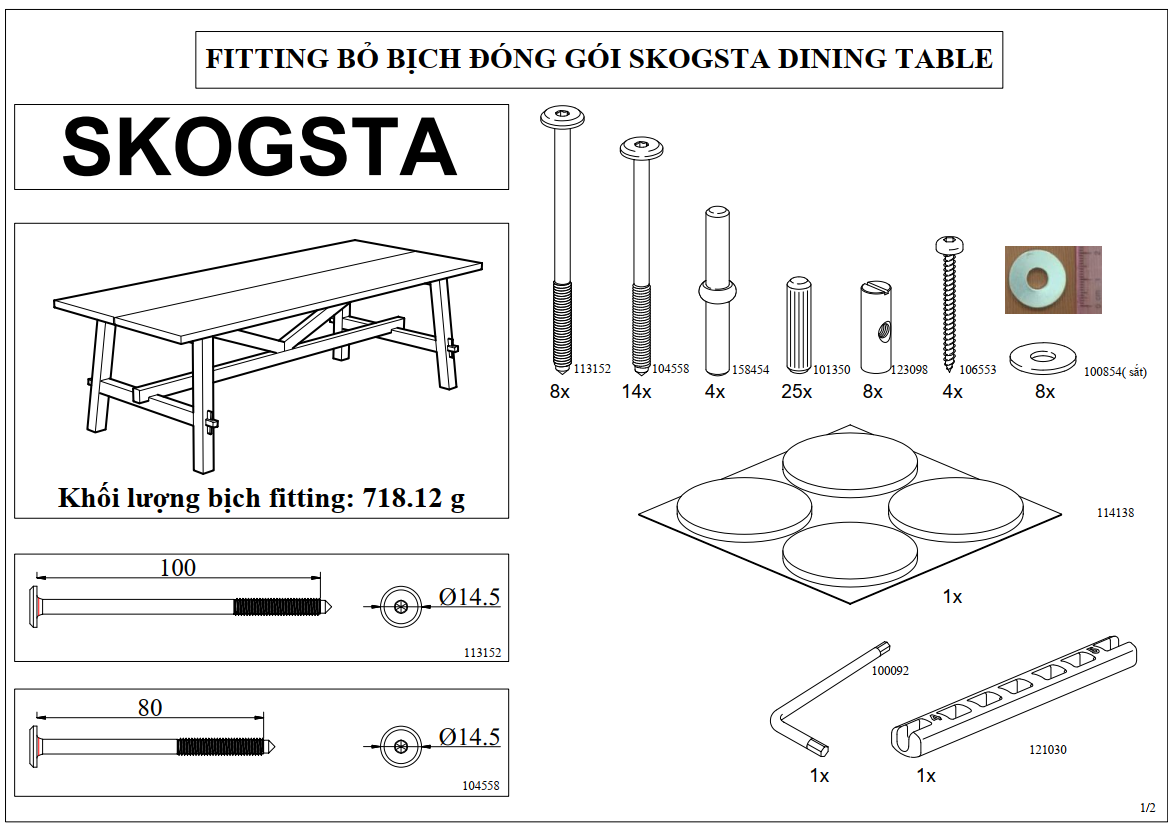 FITTING BỎ BỊCH ĐÓNG GÓI SKOGSTA DINING TABLE
SKOGSTA
Khối lượng bịch fitting: 718.12 g
113152
8x
104558
14x
158454
4x
101350
25x
123098
8x
106553
4x
100854( sắt)
8x
114138
1x
100092
1x
4
8
121030
1x
100
Ø14.5
113152
80
Ø14.5
104558
1/2